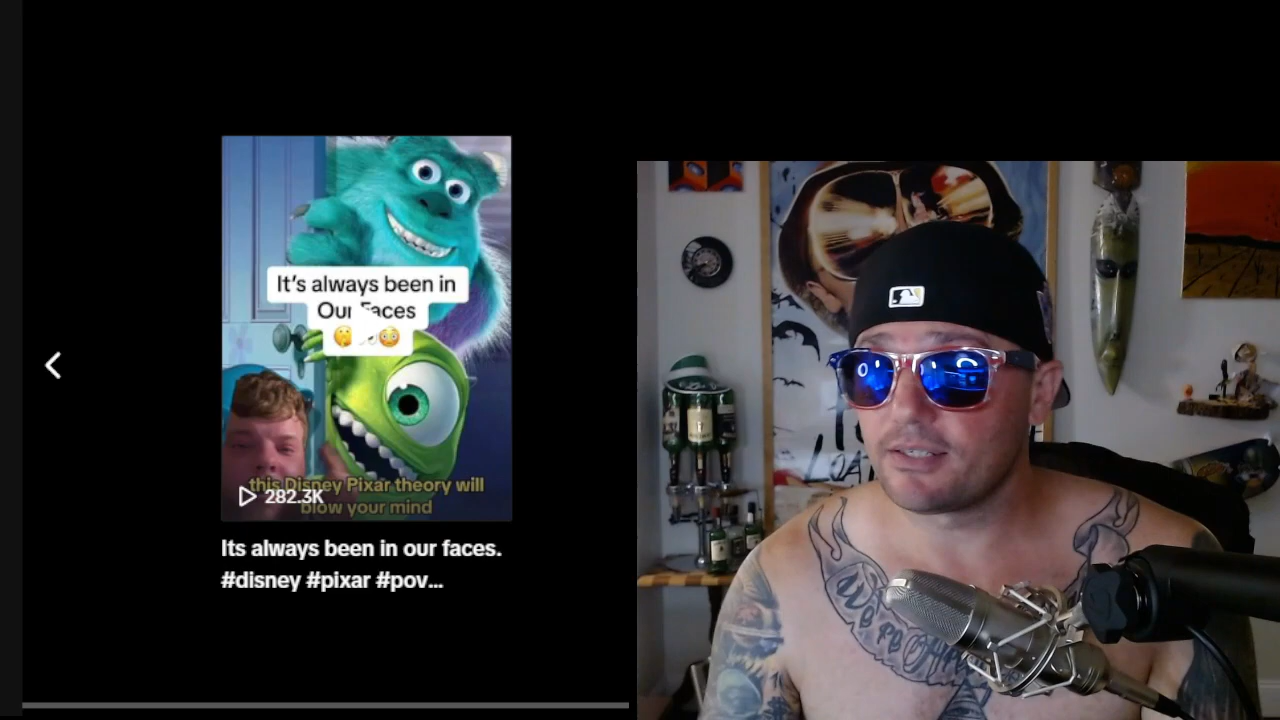 It's always been in
Our Faces
this Disney Pixar theory will
282.3K
blow your mind
Its always been in our faces.
#disney #pixar #pov...